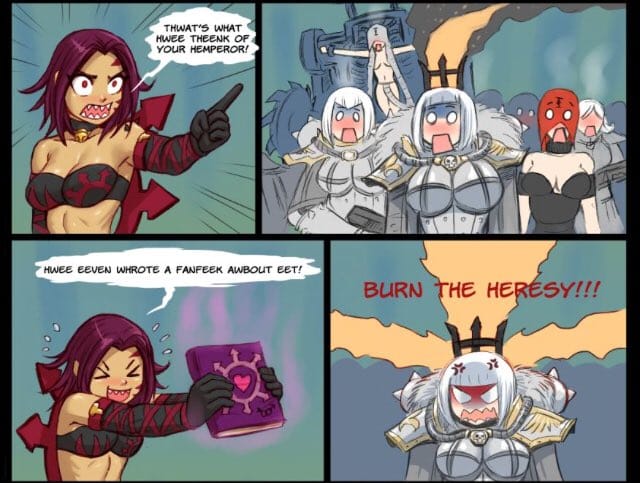 THWAT'S WHAT
HWEE THEENK OF
YOUR HEMPEROR!
HWEE EEVEN WHROTE A FANFEEK AWBOUT EET!
BURN THE HERESY!!!